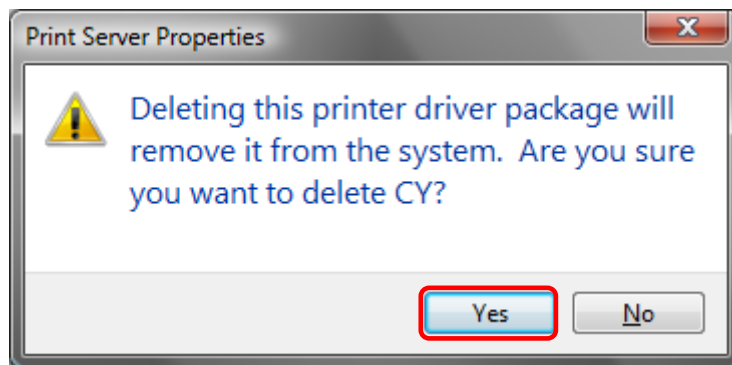 Print Server Properties
Deleting this printer driver package will
remove it from the system.  Are you sure
you want to delete CY?
Yes
No